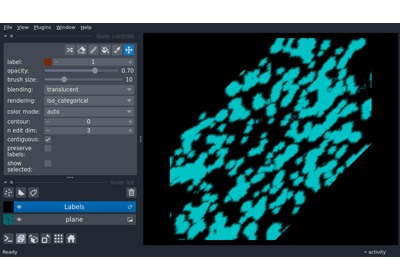 File View Plugins Window Help
layer controls
label: 1
opacity: 0.70
brush size: 10
blending: translucent
rendering: iso_categorical
color mode: auto
contour: 0
n edit dim: 3
contiguous:
preserve
labels:
show
selected:
layer list
Labels
plane
Ready
activity